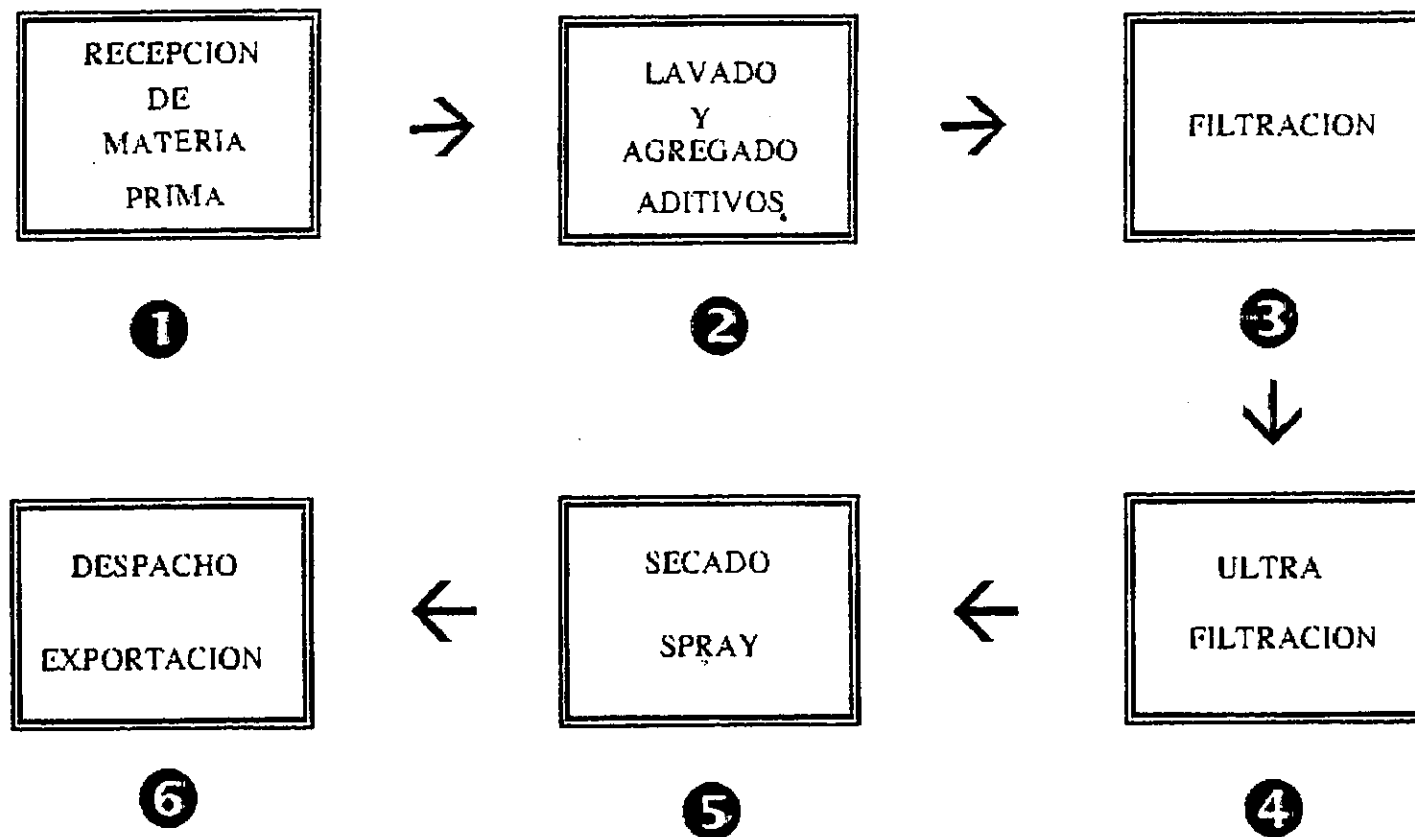 RECEPCION
DE
MATERIA
PRIMA
1
LAVADO
Y
AGREGADO
ADITIVOS
2
FILTRACION
3
ULTRA
FILTRACION
4
SECADO
SPRAY
5
DESPACHO
EXPORTACION
6